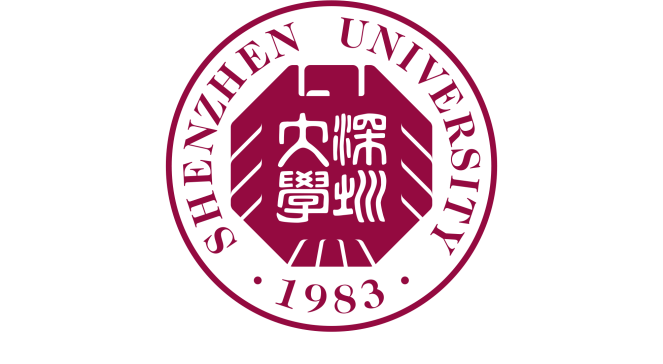 SHENZHEN UNIVERSITY
深圳
大學
· 1983 ·